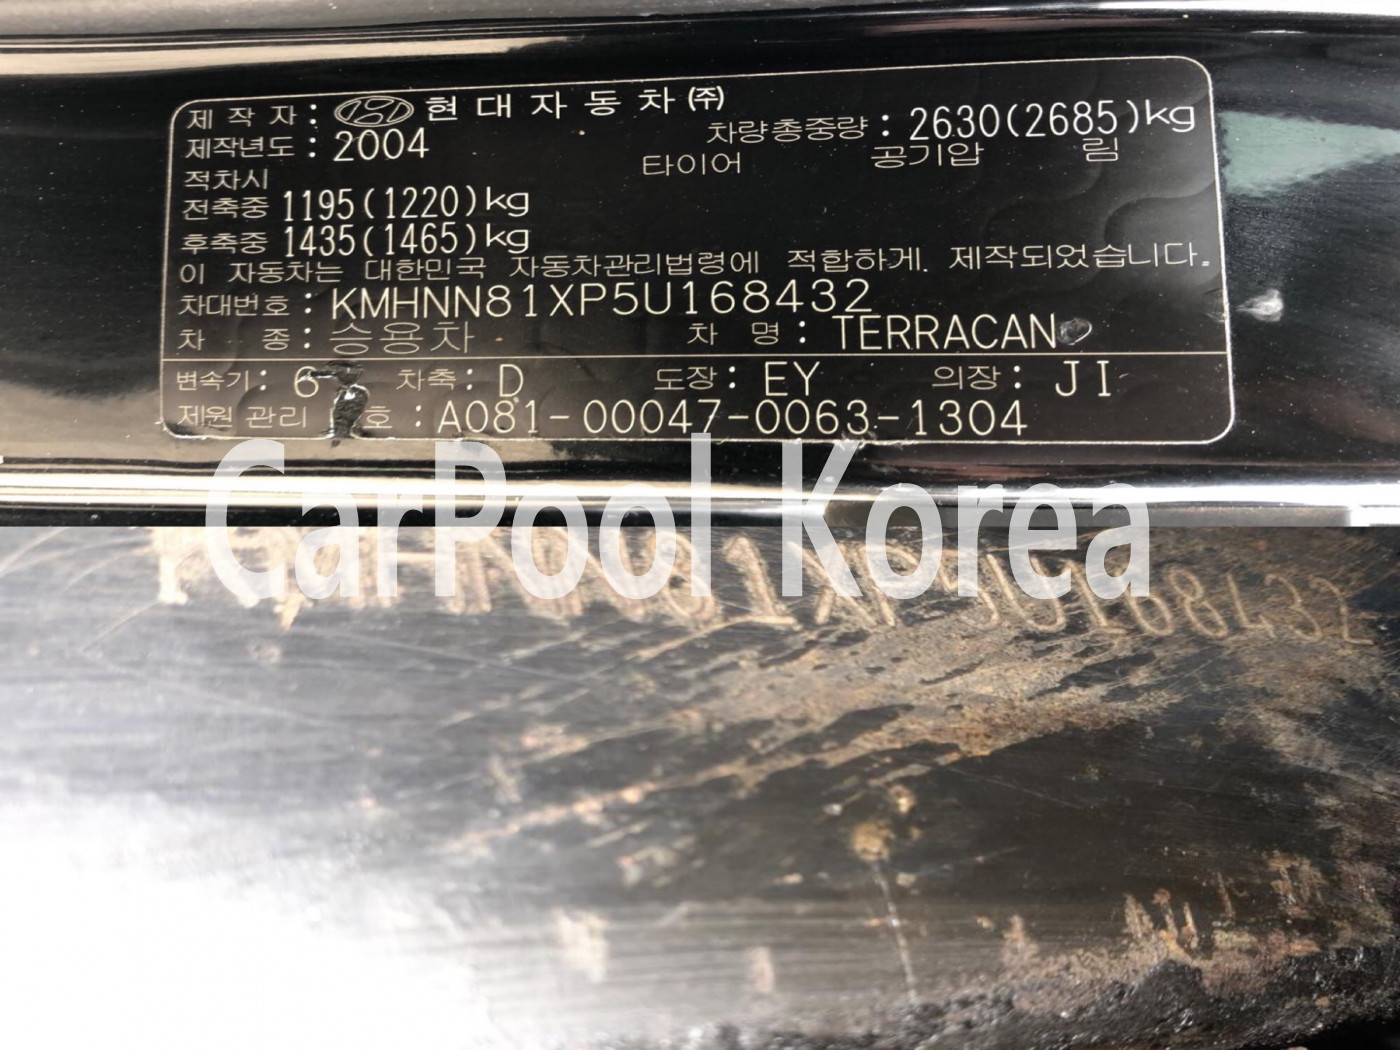 제작자 : 현대자동차㈜
제작년도 : 2004
차량총중량 : 2630(2685)kg
타이어 공기압 림
적차시
전축중 1195(1220)kg
후축중 1435(1465)kg
이 자동차는 대한민국 자동차관리법령에 적합하게 제작되었습니다.
차대번호 : KMHNN81XP5U168432
차 종 : 승용차 차 명 : TERRACAN
변속기 : 6 차축 : D 도장 : EY 의장 : JI
제원관리 호 : A081-00047-0063-1304
CarPool Korea
KMHNN81XP5U168432